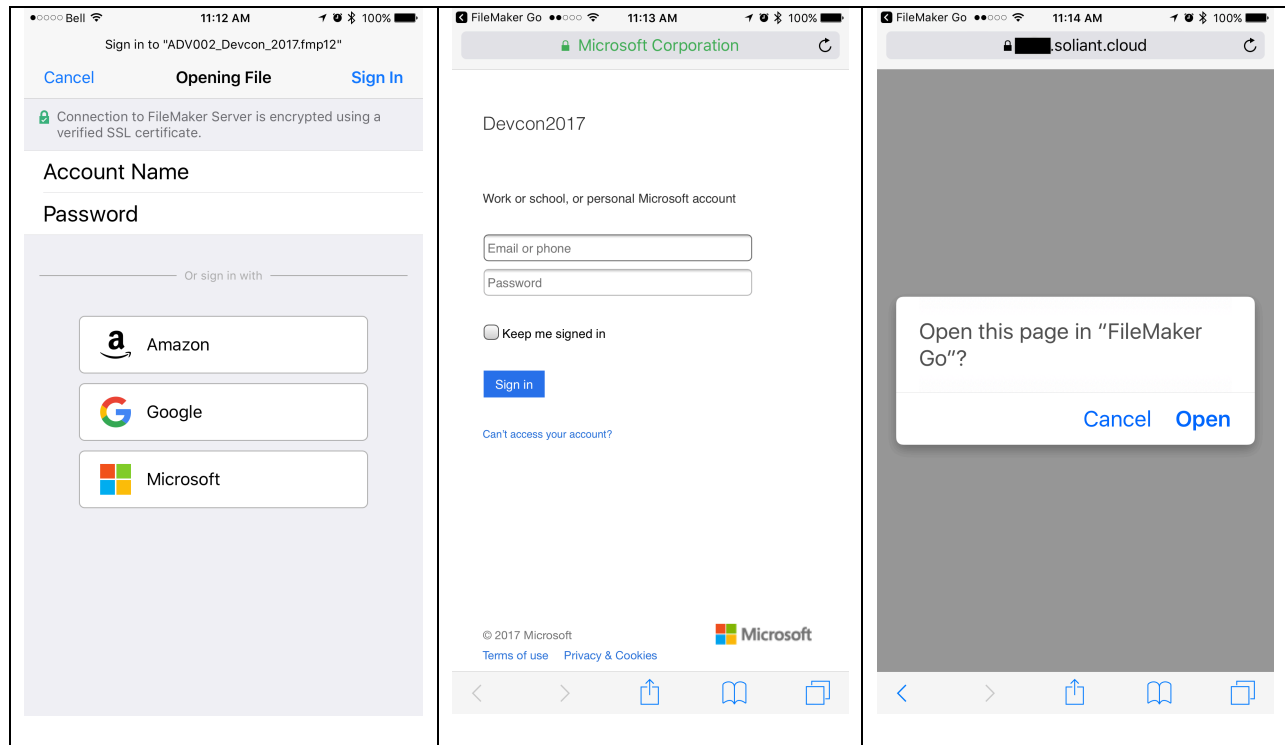 Bell 11:12 AM 100%
Sign in to "ADV002_Devcon_2017.fmp12"
Cancel Opening File Sign In
Connection to FileMaker Server is encrypted using a
verified SSL certificate.
Account Name
Password
Or sign in with
a Amazon
Google
Microsoft
FileMaker Go 11:13 AM 100%
Microsoft Corporation
Devcon2017
Work or school, or personal Microsoft account
Email or phone
Password
Keep me signed in
Sign in
Can't access your account?
© 2017 Microsoft
Microsoft
Terms of use Privacy & Cookies
FileMaker Go 11:14 AM 100%
.soliant.cloud
Open this page in “FileMaker
Go”?
Cancel Open